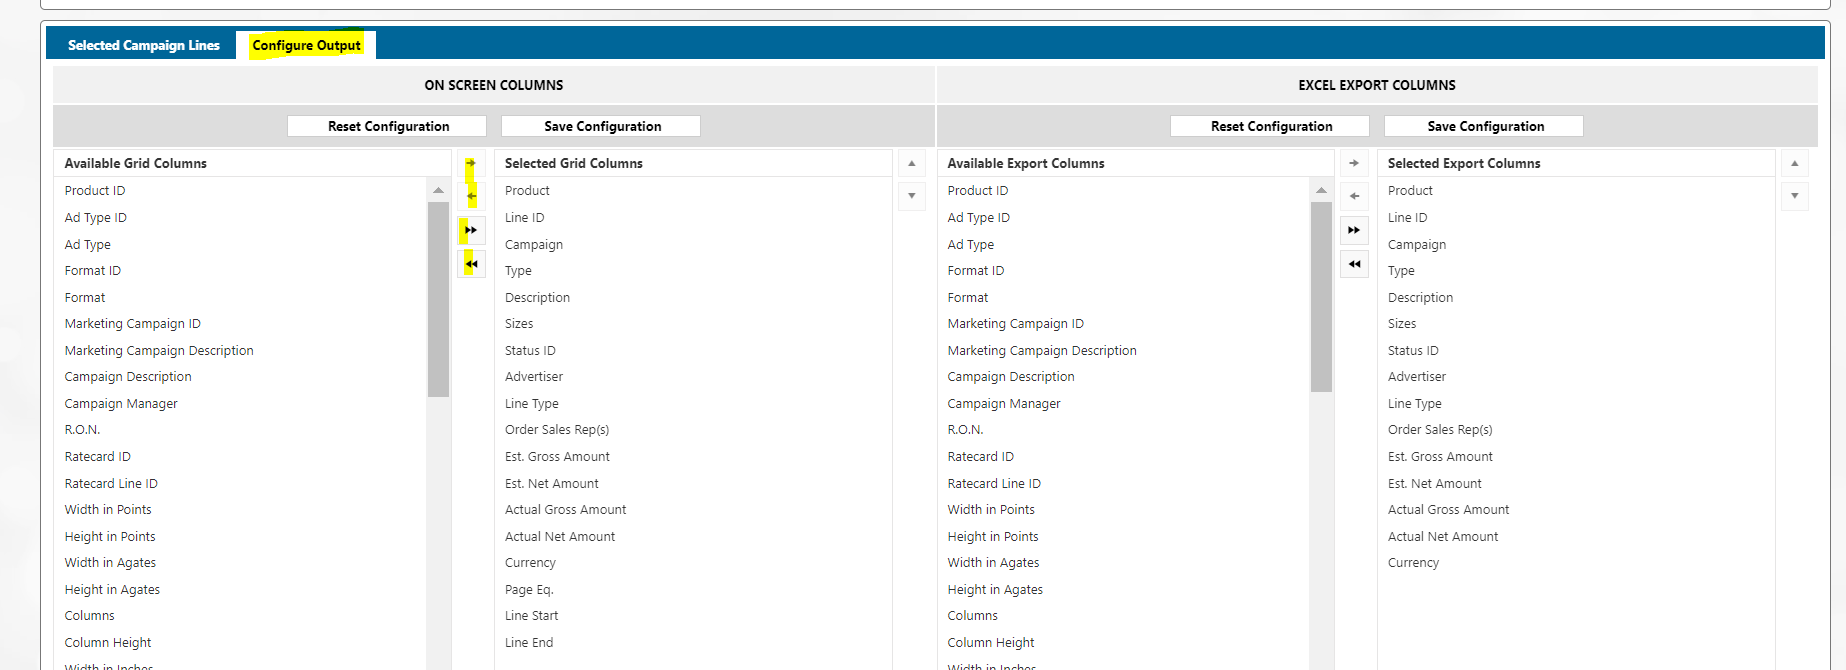 Selected Campaign Lines
Configure Output
ON SCREEN COLUMNS
Reset Configuration
Save Configuration
Available Grid Columns
Product ID
Ad Type ID
Ad Type
Format ID
Format
Marketing Campaign ID
Marketing Campaign Description
Campaign Description
Campaign Manager
R.O.N.
Ratecard ID
Ratecard Line ID
Width in Points
Height in Points
Width in Agates
Height in Agates
Columns
Column Height
Width in Inches
Selected Grid Columns
Product
Line ID
Campaign
Type
Description
Sizes
Status ID
Advertiser
Line Type
Order Sales Rep(s)
Est. Gross Amount
Est. Net Amount
Actual Gross Amount
Actual Net Amount
Currency
Page Eq.
Line Start
Line End
EXCEL EXPORT COLUMNS
Reset Configuration
Save Configuration
Available Export Columns
Product ID
Ad Type ID
Ad Type
Format ID
Format
Marketing Campaign ID
Marketing Campaign Description
Campaign Description
Campaign Manager
R.O.N.
Ratecard ID
Ratecard Line ID
Width in Points
Height in Points
Width in Agates
Height in Agates
Columns
Column Height
Width in Inches
Selected Export Columns
Product
Line ID
Campaign
Type
Description
Sizes
Status ID
Advertiser
Line Type
Order Sales Rep(s)
Est. Gross Amount
Est. Net Amount
Actual Gross Amount
Actual Net Amount
Currency